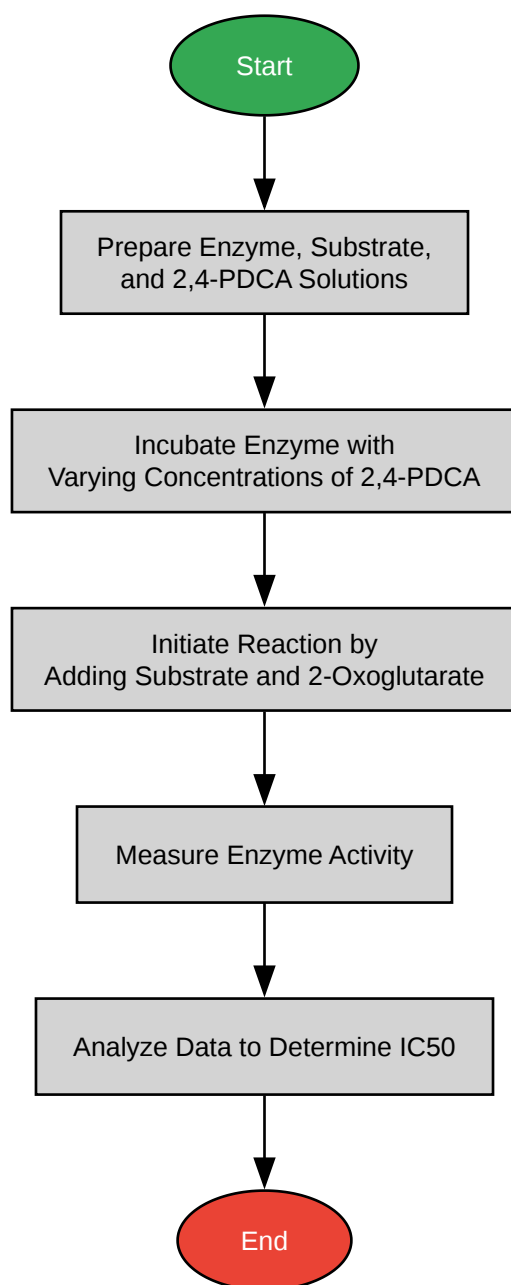 Start
Prepare Enzyme, Substrate,
and 2,4-PDCA Solutions
Incubate Enzyme with
Varying Concentrations of 2,4-PDCA
Initiate Reaction by
Adding Substrate and 2-Oxoglutarate
Measure Enzyme Activity
Analyze Data to Determine IC50
End